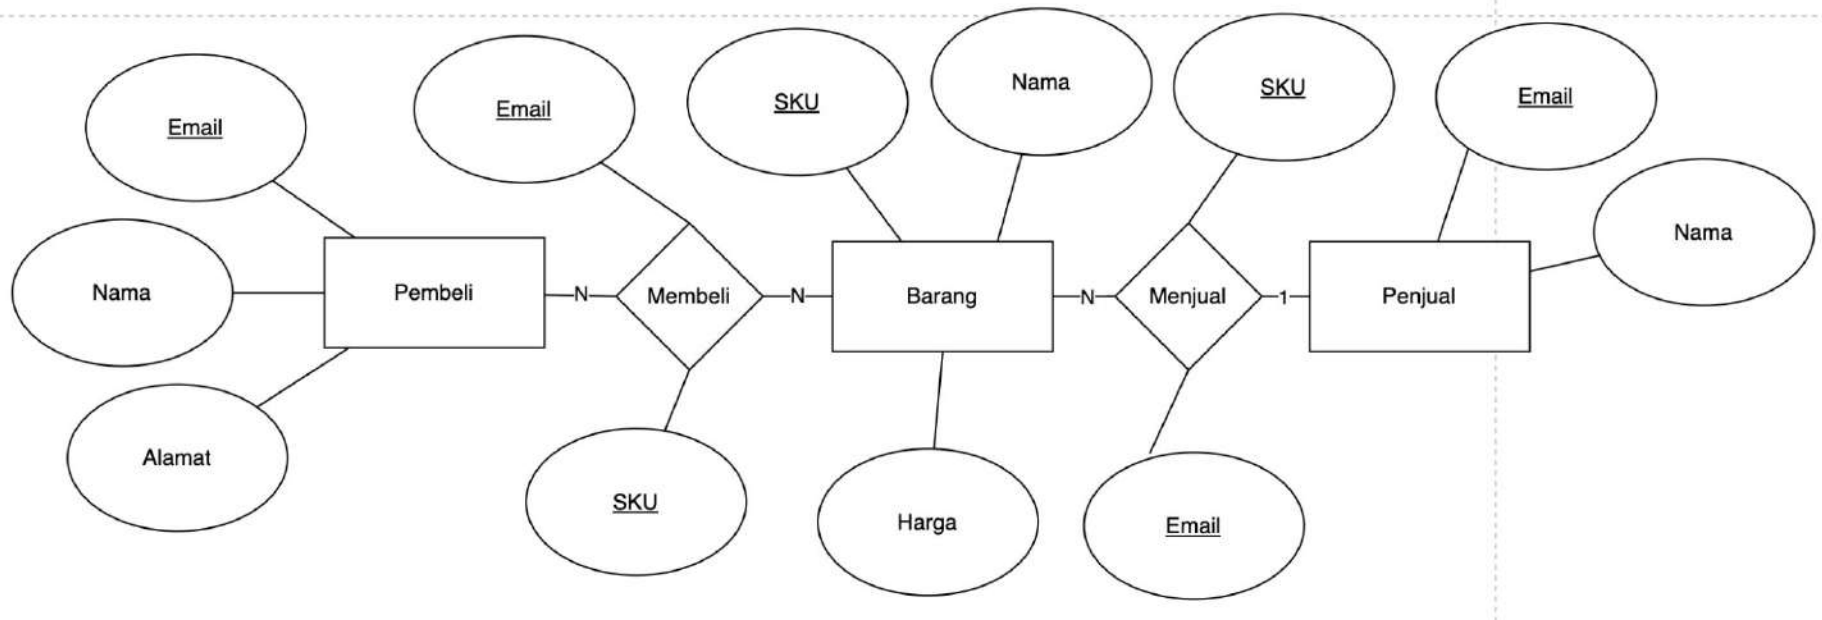 Email
Nama
Alamat
Pembeli
N
Email
Membeli
SKU
N
SKU
Nama
Barang
Harga
N
SKU
Menjual
Email
1
Penjual
Email
Nama